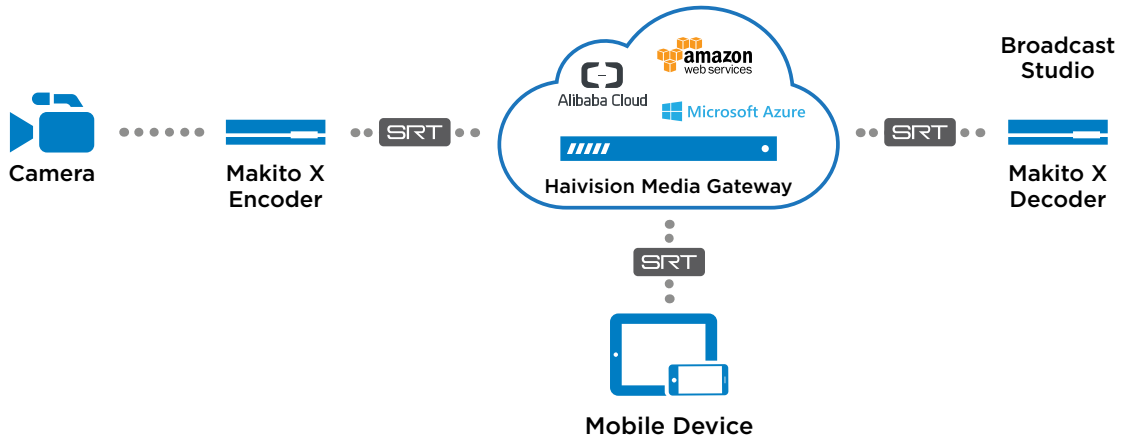 Broadcast
Studio
amazon
web services
Alibaba Cloud
Microsoft Azure
SRT
SRT
Camera
Makito X
Encoder
Haivision Media Gateway
Makito X
Decoder
SRT
Mobile Device